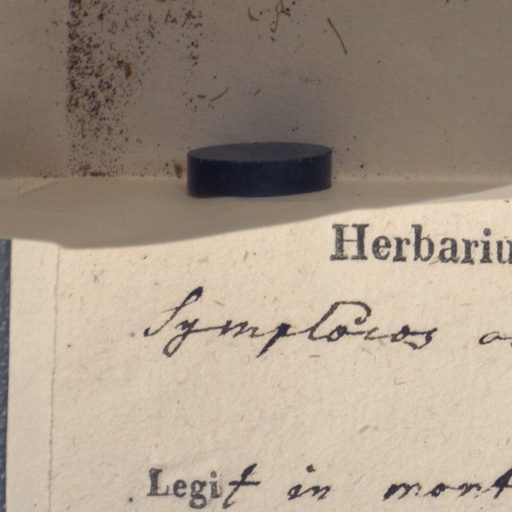 Herbariu
Symplocos
Legit in mont